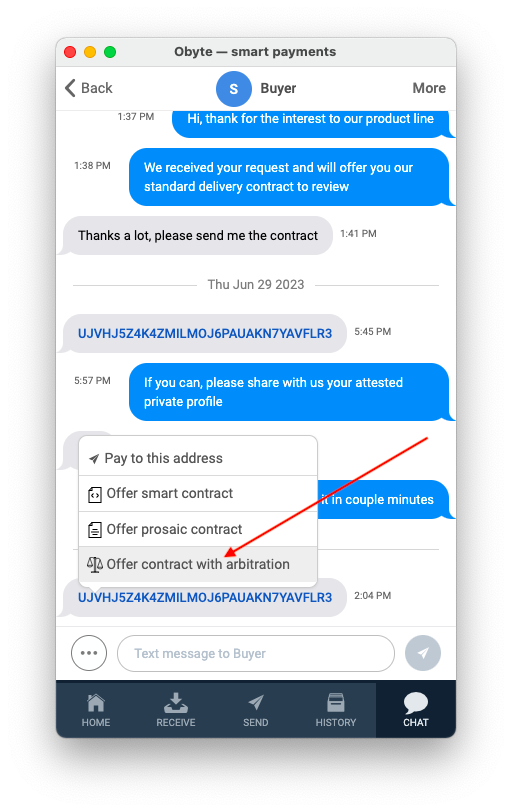 Obyte — smart payments
Back
S
Buyer
More
1:37 PM
Hi, thank for the interest to our product line
1:38 PM
We received your request and will offer you our
standard delivery contract to review
Thanks a lot, please send me the contract
1:41 PM
Thu Jun 29 2023
UJVHJ5Z4K4ZMILMOJ6PAUAKN7YAVFLR3
5:45 PM
5:57 PM
If you can, please share with us your attested
private profile
Pay to this address
Offer smart contract
it in couple minutes
Offer prosaic contract
Offer contract with arbitration
UJVHJ5Z4K4ZMILMOJ6PAUAKN7YAVFLR3
2:04 PM
Text message to Buyer
HOME
RECEIVE
SEND
HISTORY
CHAT